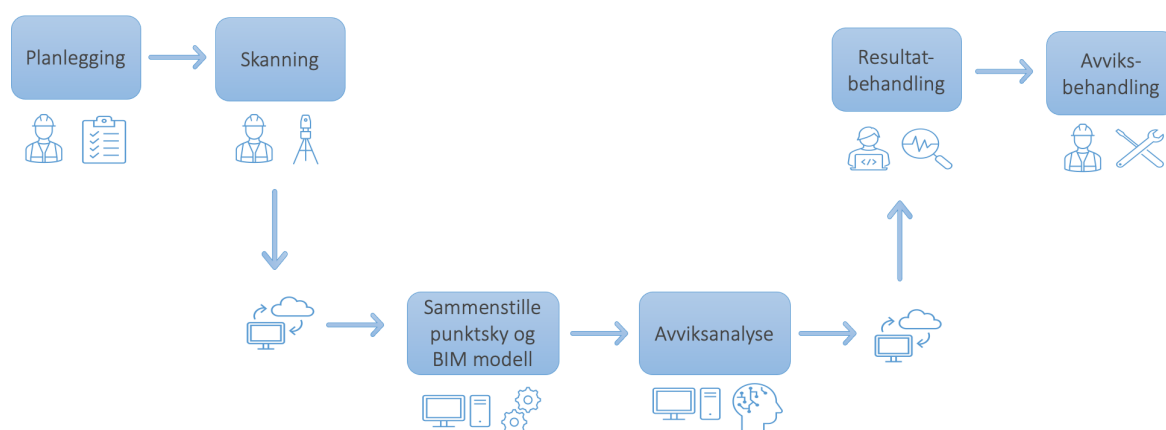 Planlegging
Skanning
Sammenstille
punktsky og
BIM modell
Avviksanalyse
Resultat-
behandling
</>
Avviks-
behandling